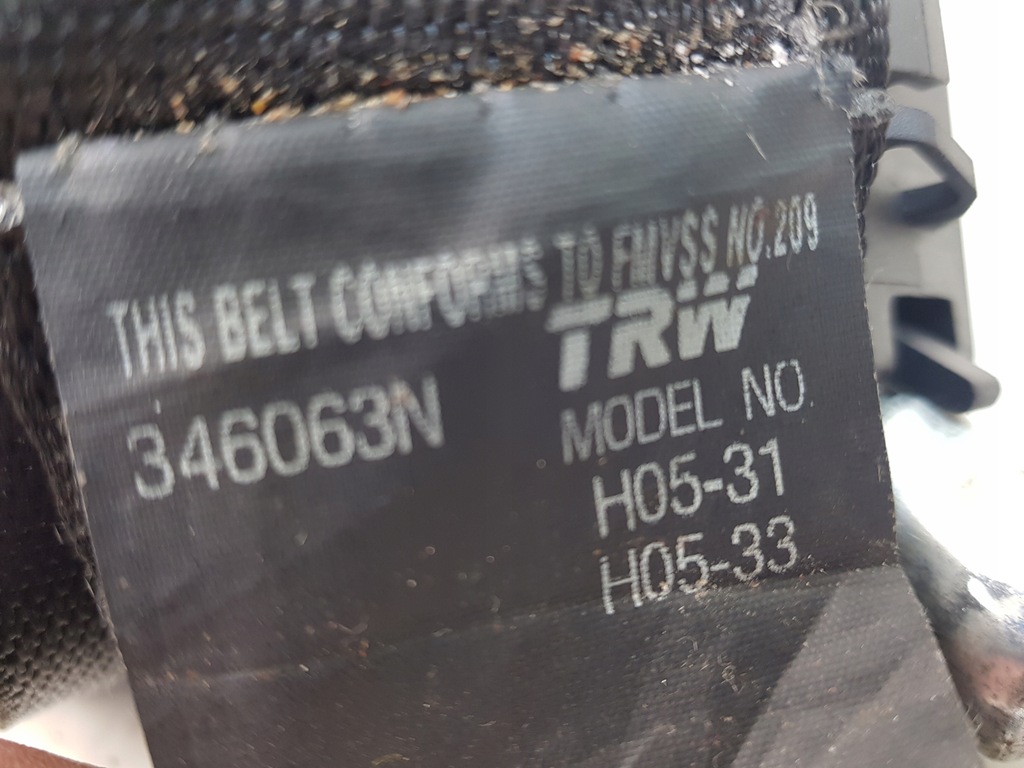 THIS BELT CONFORMS TO FMVSS NO.209
TRW
346063N
MODEL NO.
H05-31
H05-33